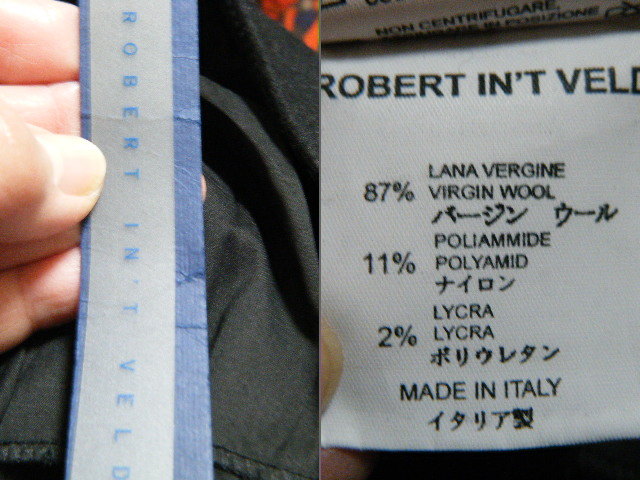 ROBERT IN'T VELD
NON CENTRIFUGARE,
POSIZIONE
ROBERT IN'T VELD
87%
LANA VERGINE
VIRGIN WOOL
バージン ウール
11%
POLIAMMIDE
POLYAMID
ナイロン
2%
LYCRA
LYCRA
ポリウレタン
MADE IN ITALY
イタリア製